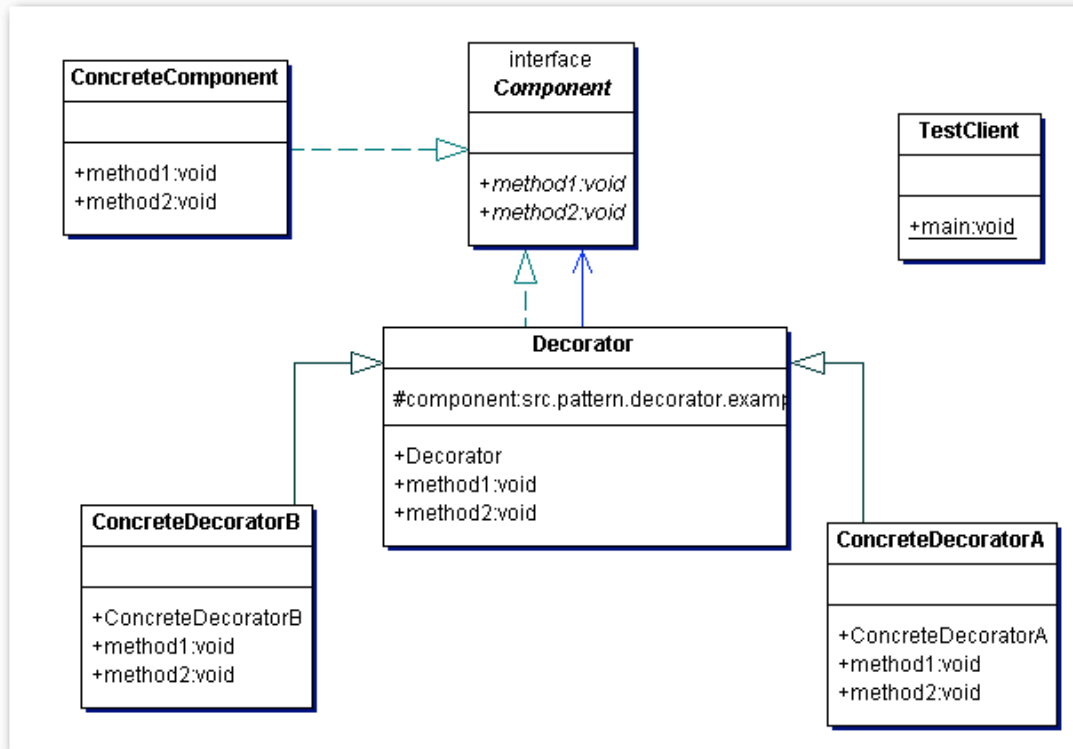 ConcreteComponent
+method1:void
+method2:void
interface
Component
+method1:void
+method2:void
TestClient
+main:void
Decorator
#component:src.pattern.decorator.examp
+Decorator
+method1:void
+method2:void
ConcreteDecoratorB
+ConcreteDecoratorB
+method1:void
+method2:void
ConcreteDecoratorA
+ConcreteDecoratorA
+method1:void
+method2:void